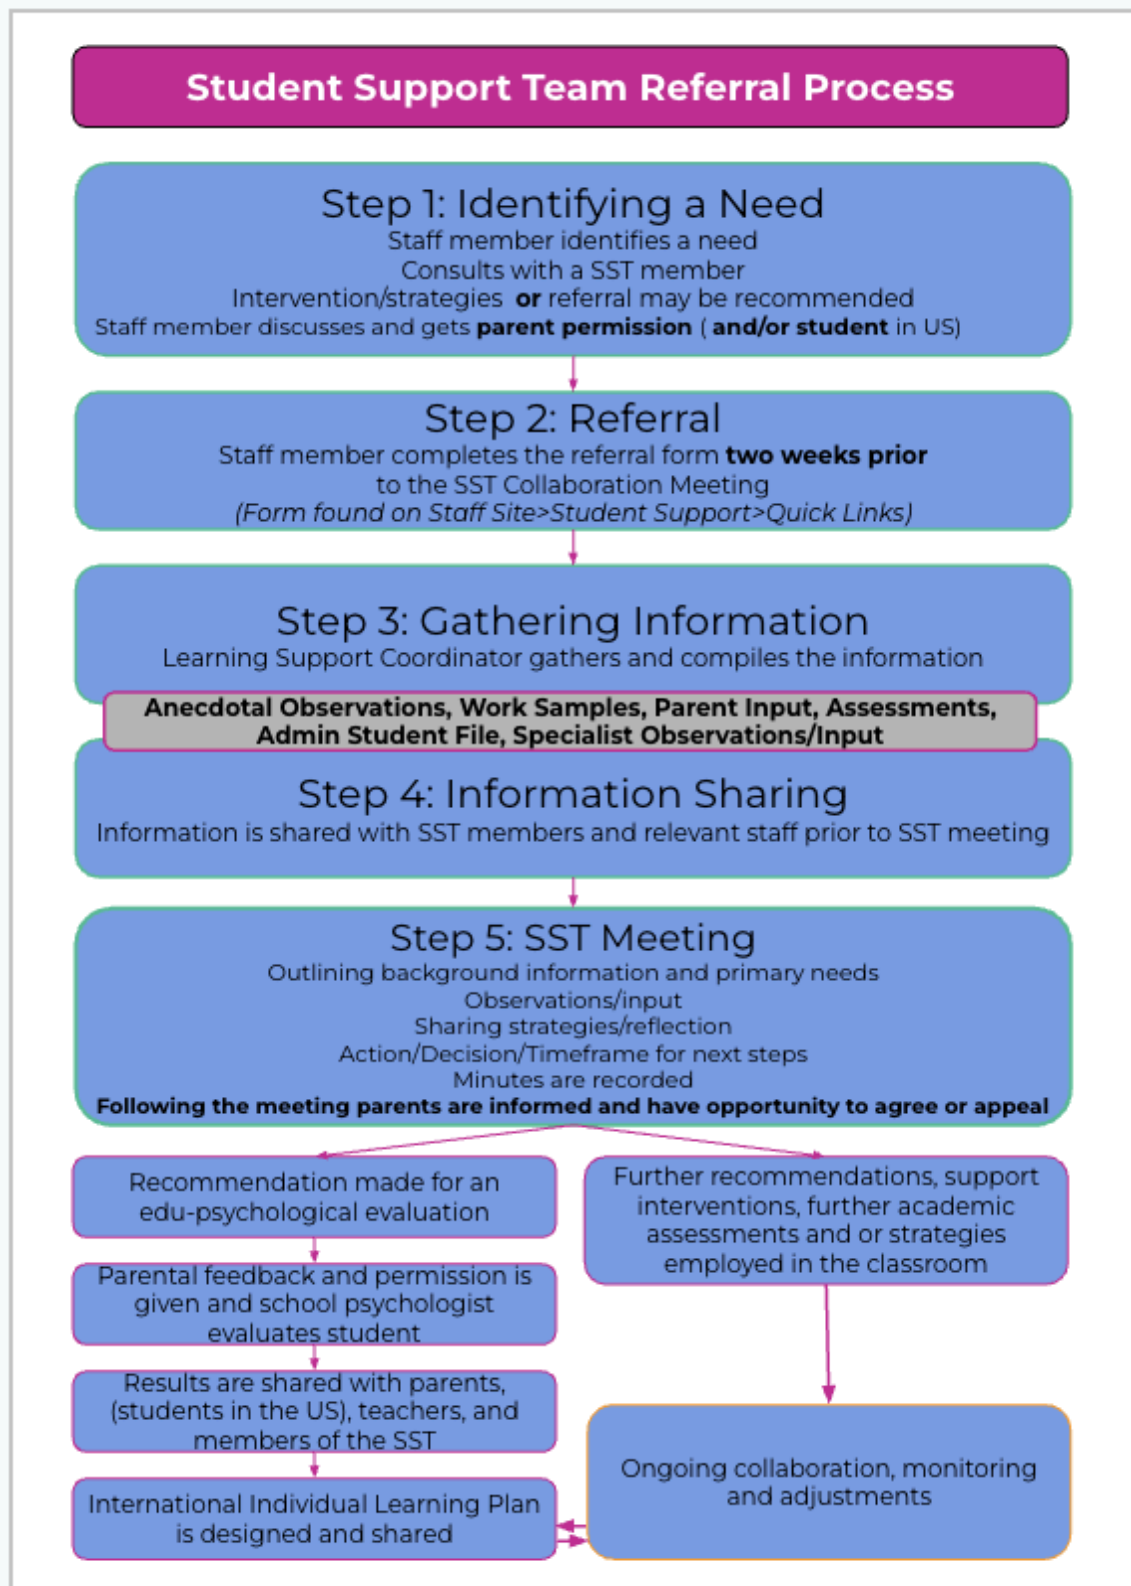 Student Support Team Referral Process
Step 1: Identifying a Need
Staff member identifies a need
Consults with a SST member
Intervention/strategies or referral may be recommended
Staff member discusses and gets parent permission ( and/or student in US)
Step 2: Referral
Staff member completes the referral form two weeks prior
to the SST Collaboration Meeting
(Form found on Staff Site>Student Support>Quick Links)
Step 3: Gathering Information
Learning Support Coordinator gathers and compiles the information
Anecdotal Observations, Work Samples, Parent Input, Assessments,
Admin Student File, Specialist Observations/Input
Step 4: Information Sharing
Information is shared with SST members and relevant staff prior to SST meeting
Step 5: SST Meeting
Outlining background information and primary needs
Observations/input
Sharing strategies/reflection
Action/Decision/Timeframe for next steps
Minutes are recorded
Following the meeting parents are informed and have opportunity to agree or appeal
Recommendation made for an
edu-psychological evaluation
Parental feedback and permission is
given and school psychologist
evaluates student
Results are shared with parents,
(students in the US), teachers, and
members of the SST
International Individual Learning Plan
is designed and shared
Further recommendations, support
interventions, further academic
assessments and or strategies
employed in the classroom
Ongoing collaboration, monitoring
and adjustments